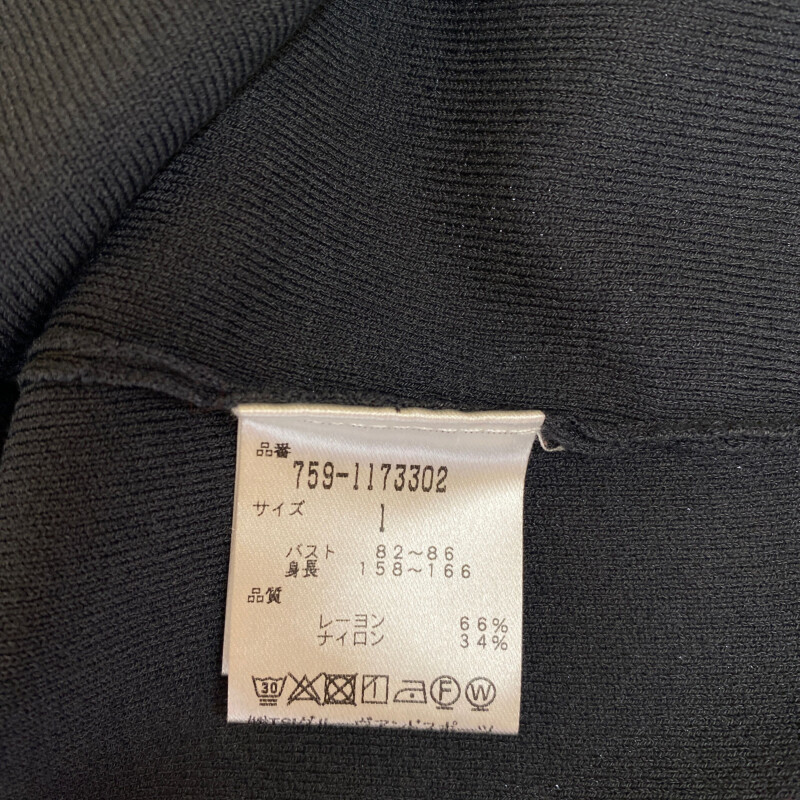 品番
759-1173302
サイズ
1
バスト 82～86
身長 158～166
品質
レーヨン 66%
ナイロン 34%
30 F W